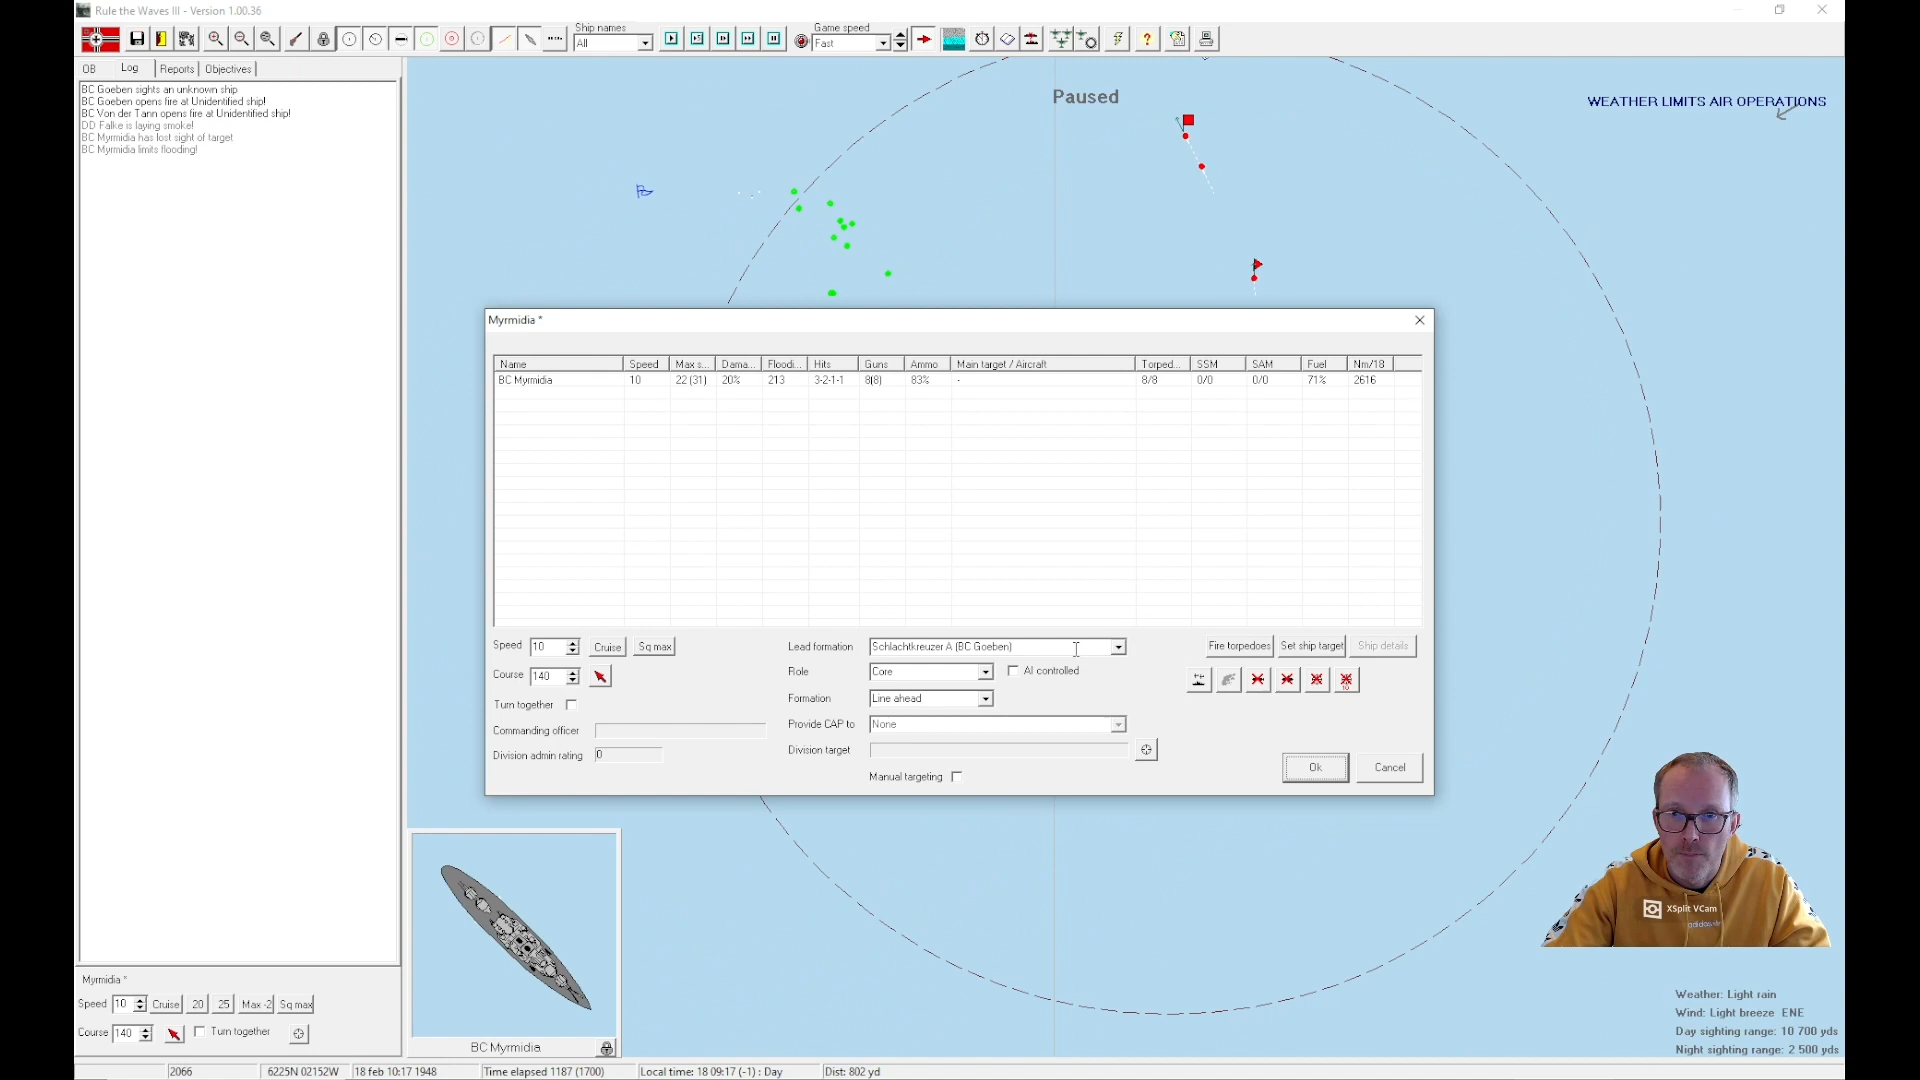 Rule the Waves III - Version 1.00.36
Ship names
All
Game speed
Fast
OB
Log
Reports
Objectives
BC Goeben sights an unknown ship
BC Goeben opens fire at Unidentified ship!
BC Von der Tann opens fire at Unidentified ship!
DD Falke is laying smoke!
BC Myrmidia has lost sight of target
BC Myrmidia limits flooding!
Paused
WEATHER LIMITS AIR OPERATIONS
Myrmidia *
Name Speed Max s... Dama... Floodi... Hits Guns Ammo Main target / Aircraft Torped... SSM SAM Fuel Nm/18
BC Myrmidia 10 22 (31) 20% 213 3-2-1-1 8(8) 83% - 8/8 0/0 0/0 71% 2616
Speed 10 Cruise Sq max
Course 140
Turn together
Commanding officer
Division admin rating 0
Lead formation Schlachtkreuzer A (BC Goeben)
Role Core AI controlled
Formation Line ahead
Provide CAP to None
Division target
Manual targeting
Fire torpedoes Set ship target Ship details
10
Ok Cancel
XSplit VCam
adidas
BC Myrmidia
Myrmidia *
Speed 10 Cruise 20 25 Max -2 Sq max
Course 140 Turn together
Weather: Light rain
Wind: Light breeze ENE
Day sighting range: 10 700 yds
Night sighting range: 2 500 yds
2066 6225N 02152W 18 feb 10:17 1948 Time elapsed 1187 (1700) Local time: 18 09:17 (-1) : Day Dist: 802 yd